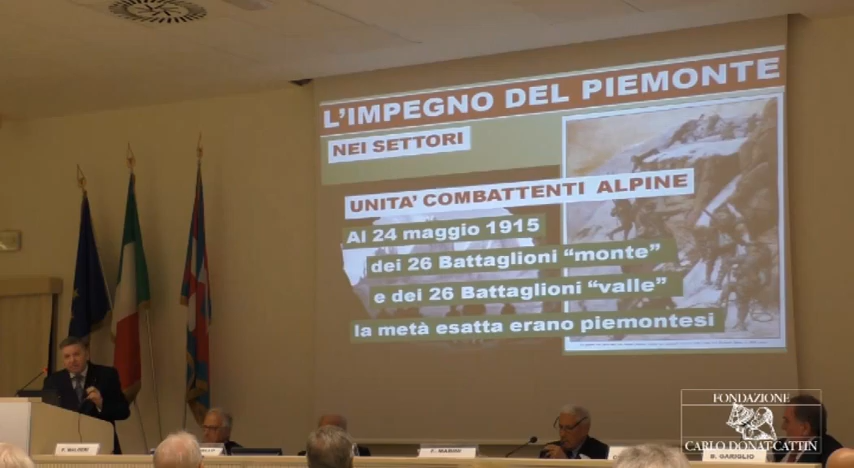 L'IMPEGNO DEL PIEMONTE
NEI SETTORI
UNITA' COMBATTENTI ALPINE
Al 24 maggio 1915
dei 26 Battaglioni "monte"
e dei 26 Battaglioni "valle"
la metà esatta erano piemontesi
FONDAZIONE
CARLO DONAT-CATTIN
B. GARIGLIO